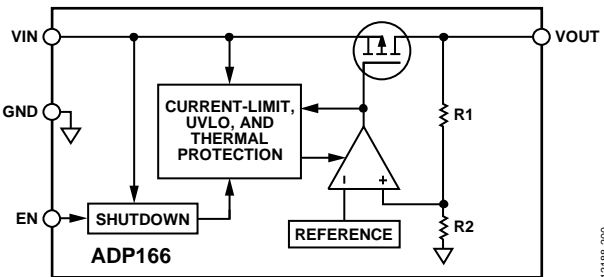 VIN
VOUT
GND
CURRENT-LIMIT,
UVLO, AND
THERMAL
PROTECTION
R1
EN
SHUTDOWN
REFERENCE
R2
ADP166